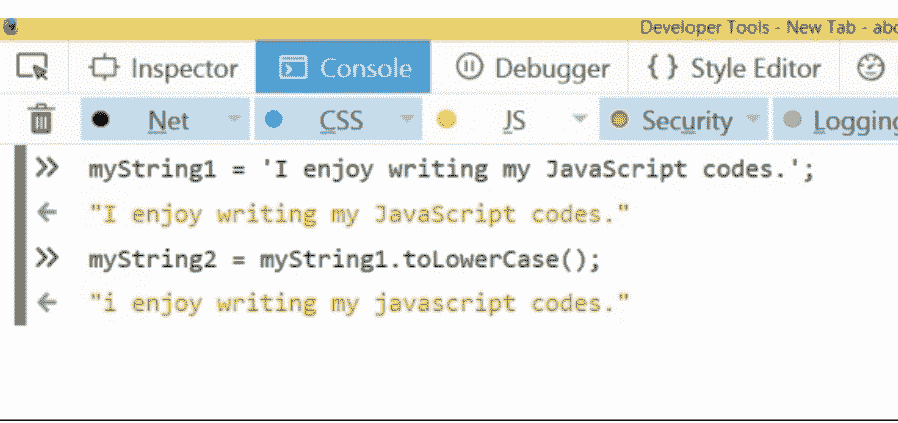 Developer Tools - New Tab - abo
Inspector Console Debugger { } Style Editor
Net CSS JS Security Logging
» myString1 = 'I enjoy writing my JavaScript codes.';
← "I enjoy writing my JavaScript codes."
» myString2 = myString1.toLowerCase();
← "i enjoy writing my javascript codes."